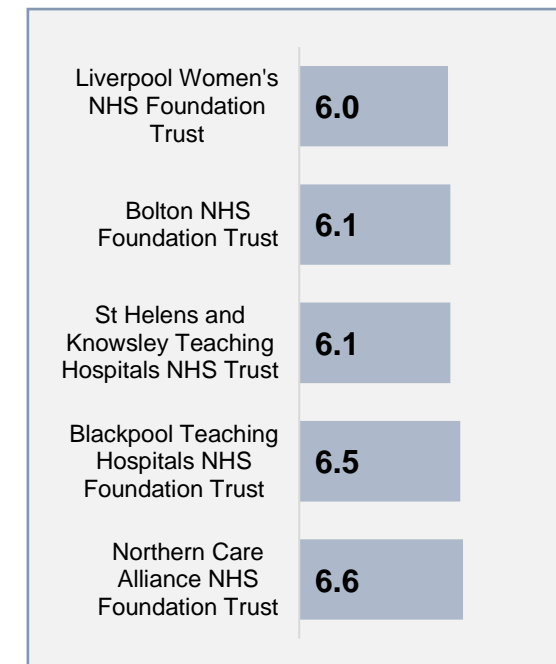 Liverpool Women's
NHS Foundation
Trust
6.0
Bolton NHS
Foundation Trust
6.1
St Helens and
Knowsley Teaching
Hospitals NHS Trust
6.1
Blackpool Teaching
Hospitals NHS
Foundation Trust
6.5
Northern Care
Alliance NHS
Foundation Trust
6.6